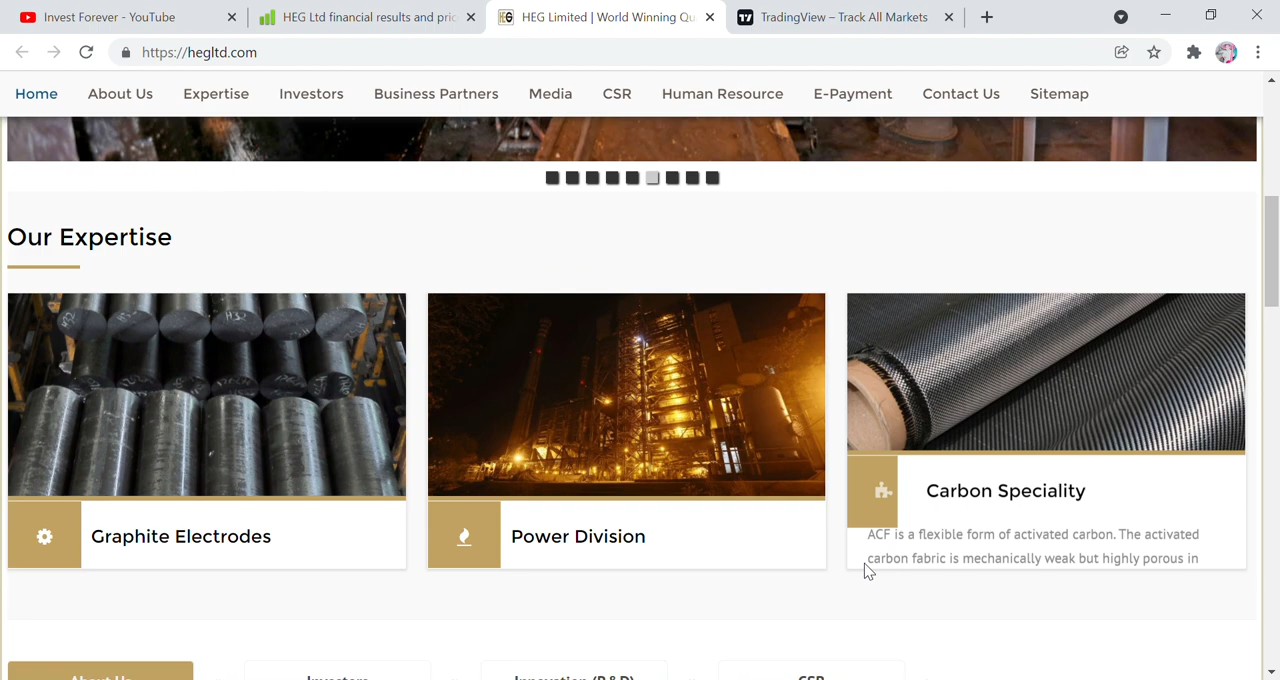 Invest Forever - YouTube
HEG Ltd financial results and pric
HEG Limited | World Winning Qu
TradingView – Track All Markets
https://hegltd.com
Home About Us Expertise Investors Business Partners Media CSR Human Resource E-Payment Contact Us Sitemap
Our Expertise
Graphite Electrodes
Power Division
Carbon Speciality
ACF is a flexible form of activated carbon. The activated
carbon fabric is mechanically weak but highly porous in
About Us Investors Innovation (R&D) CSR